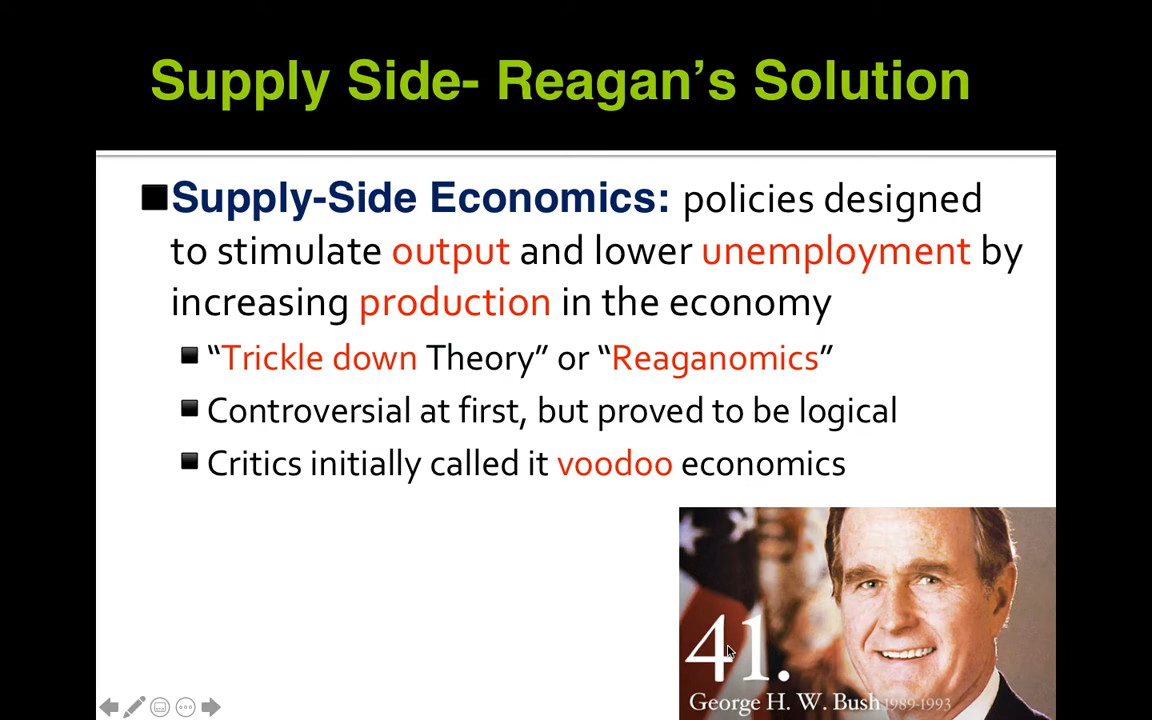 Supply Side- Reagan’s Solution
Supply-Side Economics: policies designed
to stimulate output and lower unemployment by
increasing production in the economy
“Trickle down Theory” or “Reaganomics”
Controversial at first, but proved to be logical
Critics initially called it voodoo economics
41.
George H. W. Bush 1989-1993